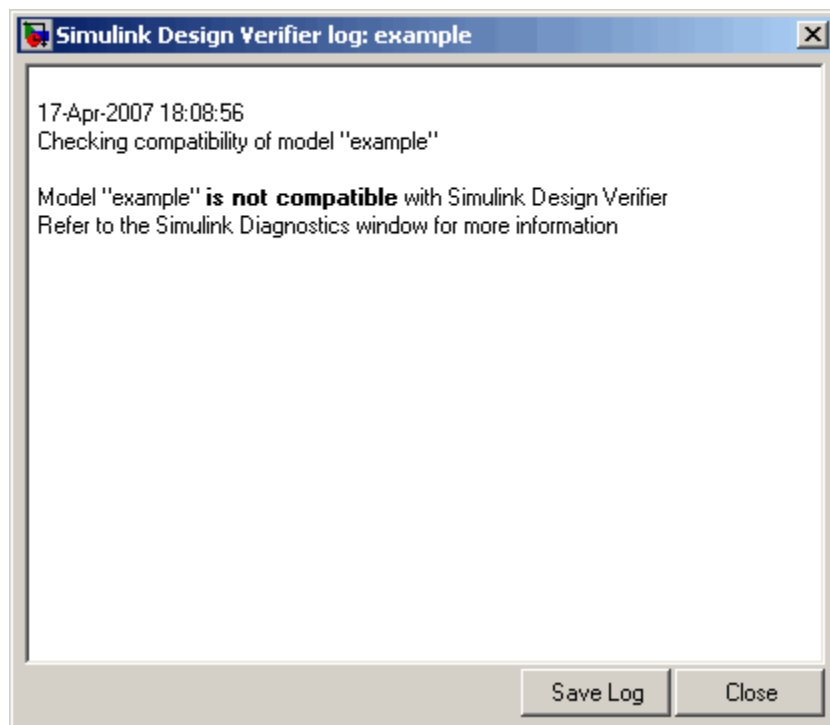 Simulink Design Verifier log: example
17-Apr-2007 18:08:56
Checking compatibility of model "example"
Model "example" is not compatible with Simulink Design Verifier
Refer to the Simulink Diagnostics window for more information
Save Log
Close